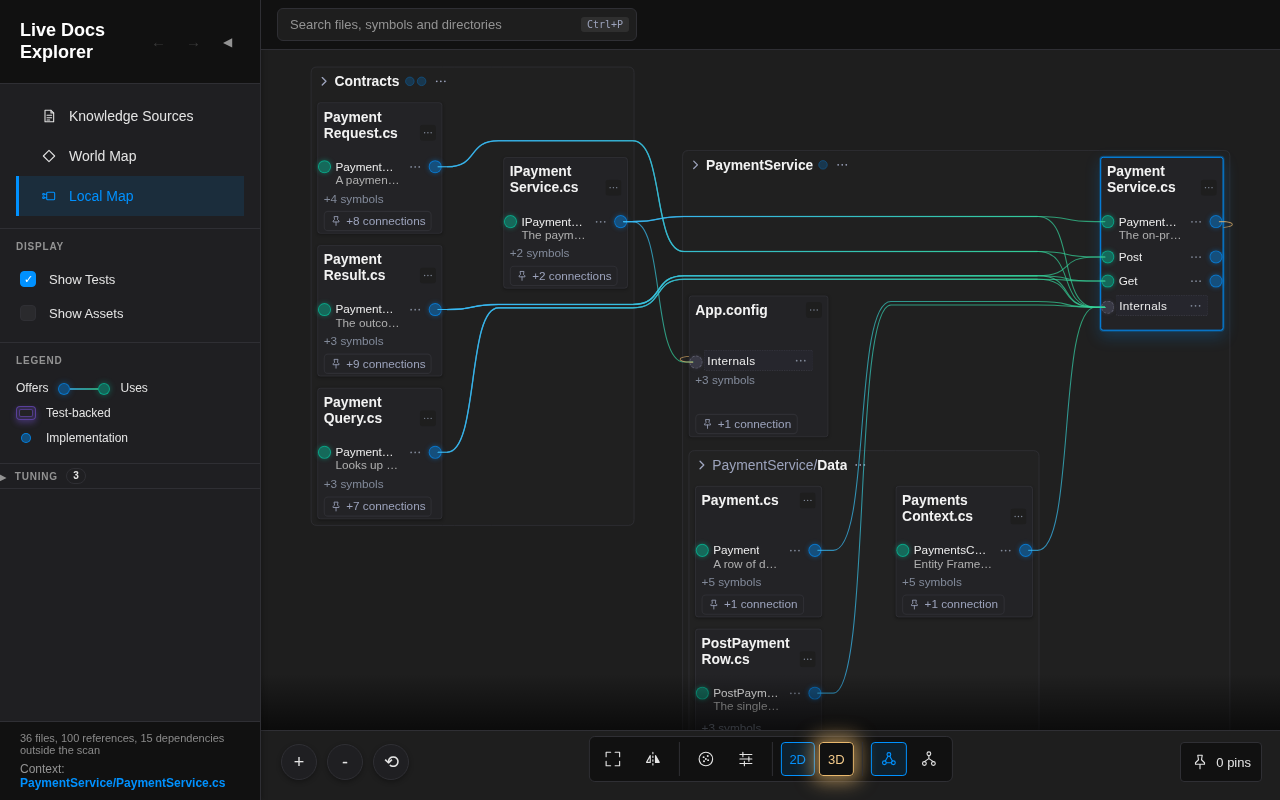 Live Docs
Explorer
Search files, symbols and directories
Ctrl+P
Knowledge Sources
World Map
Local Map
DISPLAY
Show Tests
Show Assets
LEGEND
Offers
Uses
Test-backed
Implementation
TUNING
3
36 files, 100 references, 15 dependencies
outside the scan
Context:
PaymentService/PaymentService.cs
Contracts
Payment
Request.cs
Payment…
A paymen…
+4 symbols
+8 connections
Payment
Result.cs
Payment…
The outco…
+3 symbols
+9 connections
Payment
Query.cs
Payment…
Looks up …
+3 symbols
+7 connections
IPayment
Service.cs
IPayment…
The paym…
+2 symbols
+2 connections
PaymentService
Payment
Service.cs
Payment…
The on-pr…
Post
Get
Internals
App.config
Internals
+3 symbols
+1 connection
PaymentService/Data
Payment.cs
Payment
A row of d…
+5 symbols
+1 connection
Payments
Context.cs
PaymentsC…
Entity Frame…
+5 symbols
+1 connection
PostPayment
Row.cs
PostPaym…
The single…
+3 symbols
+
-
2D
3D
0 pins